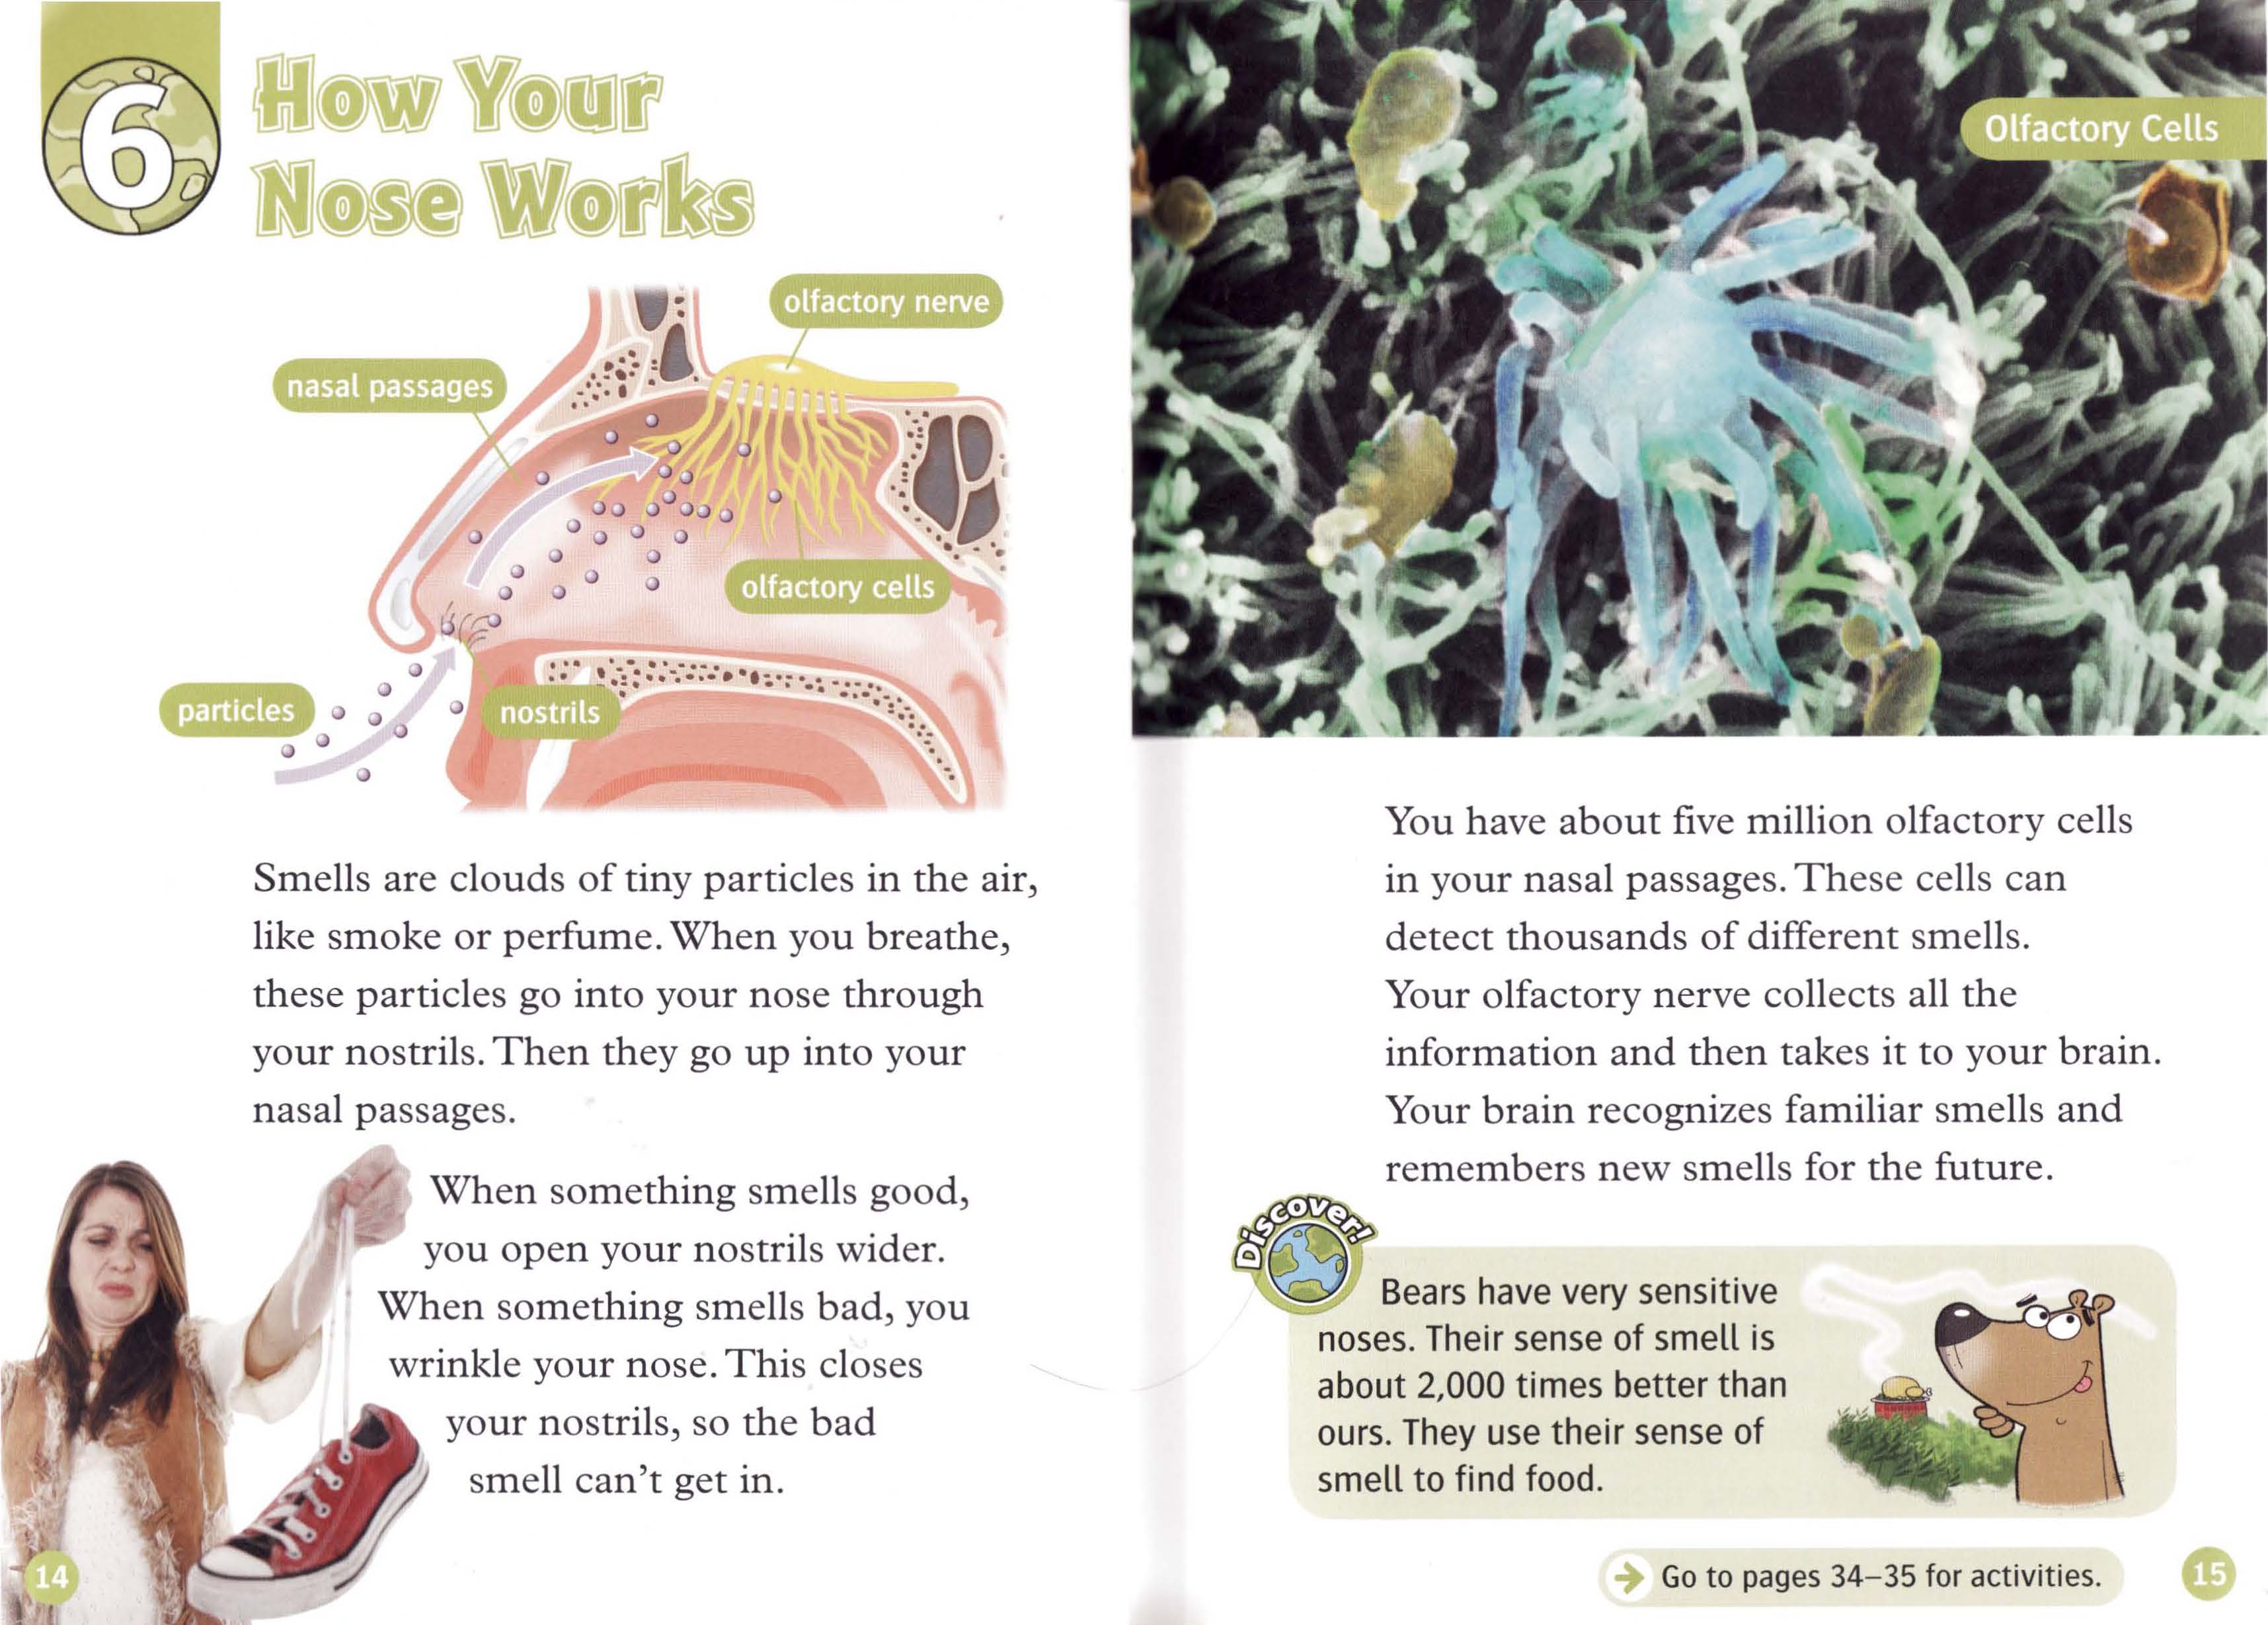 6
How Your
Nose Works
olfactory nerve
nasal passages
olfactory cells
particles
nostrils
Smells are clouds of tiny particles in the air,
like smoke or perfume. When you breathe,
these particles go into your nose through
your nostrils. Then they go up into your
nasal passages.
When something smells good,
you open your nostrils wider.
When something smells bad, you
wrinkle your nose. This closes
your nostrils, so the bad
smell can't get in.
14
Olfactory Cells
You have about five million olfactory cells
in your nasal passages. These cells can
detect thousands of different smells.
Your olfactory nerve collects all the
information and then takes it to your brain.
Your brain recognizes familiar smells and
remembers new smells for the future.
Discover!
Bears have very sensitive
noses. Their sense of smell is
about 2,000 times better than
ours. They use their sense of
smell to find food.
Go to pages 34–35 for activities.
15